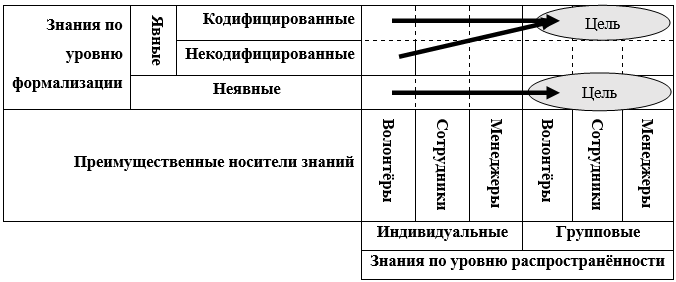 Знания по
уровню
формализации
Явные
Кодифицированные
Цель
Некодифицированные
Неявные
Цель
Преимущественные носители знаний
Волонтёры
Сотрудники
Менеджеры
Волонтёры
Сотрудники
Менеджеры
Индивидуальные
Групповые
Знания по уровню распространённости